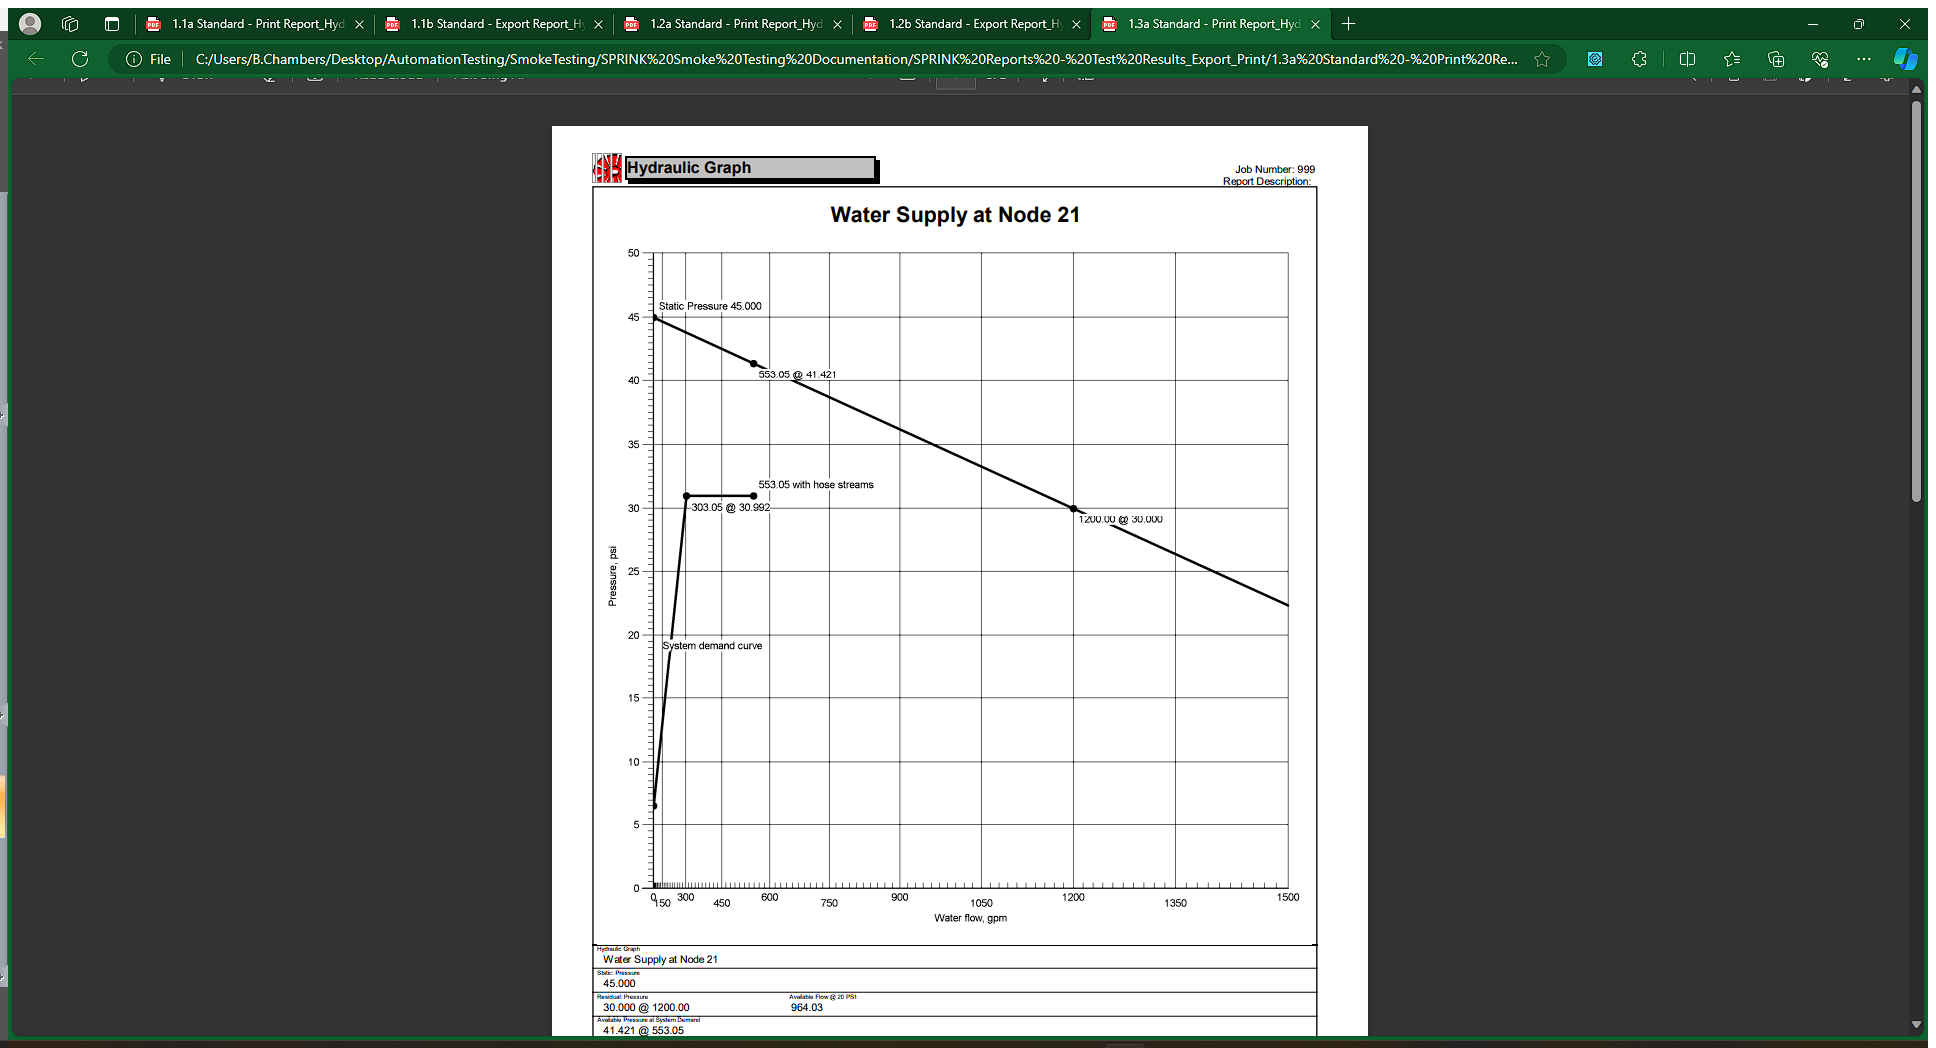 1.1a Standard - Print Report_Hyd
1.1b Standard - Export Report_H
1.2a Standard - Print Report_Hyd
1.2b Standard - Export Report_H
1.3a Standard - Print Report_Hyd
File
C:/Users/B.Chambers/Desktop/AutomationTesting/SmokeTesting/SPRINK%20Smoke%20Testing%20Documentation/SPRINK%20Reports%20-%20Test%20Results_Export_Print/1.3a%20Standard%20-%20Print%20Re...
Hydraulic Graph
Job Number: 999
Report Description:
Water Supply at Node 21
50
Static Pressure 45.000
45
553.05 @ 41.421
40
35
553.05 with hose streams
303.05 @ 30.992
30
1200.00 @ 30.000
Pressure, psi
25
20
System demand curve
15
10
5
0
0 150 300 450 600 750 900 1050 1200 1350 1500
Water flow, gpm
Hydraulic Graph
Water Supply at Node 21
Static: Pressure
45.000
Residual: Pressure
Available Flow @ 20 PSI:
30.000 @ 1200.00
964.03
Available Pressure at System Demand
41.421 @ 553.05